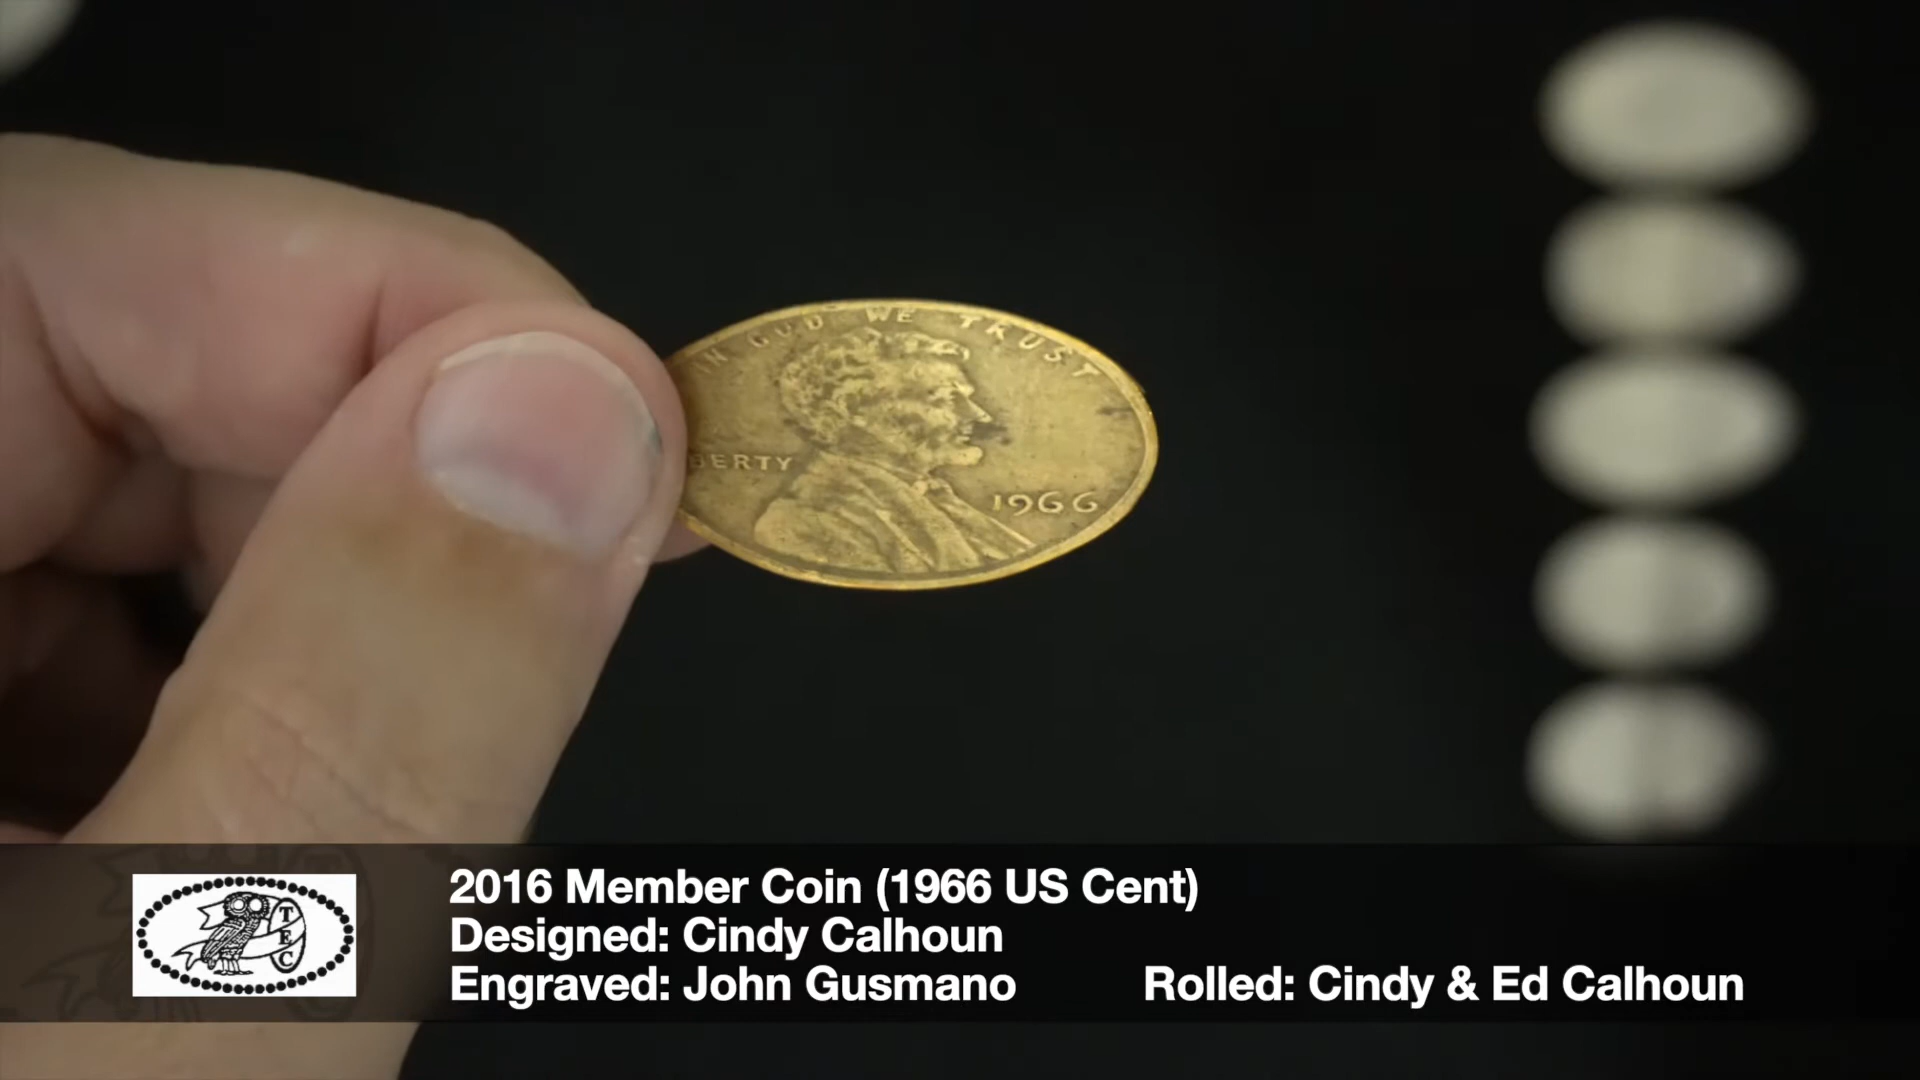 IN GOD WE TRUST
BERTY
1966
TEC
2016 Member Coin (1966 US Cent)
Designed: Cindy Calhoun
Engraved: John Gusmano Rolled: Cindy & Ed Calhoun